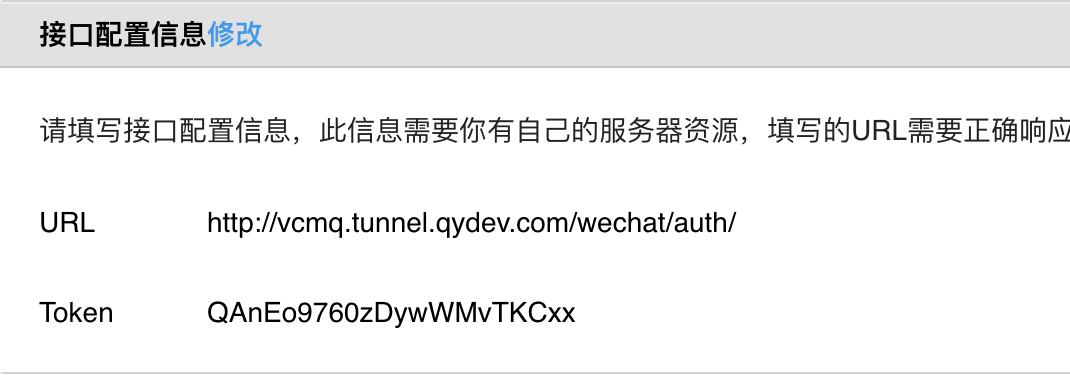 接口配置信息修改
请填写接口配置信息，此信息需要你有自己的服务器资源，填写的URL需要正确响应
URL http://vcmq.tunnel.qydev.com/wechat/auth/
Token QAnEo9760zDywWMvTKCxx